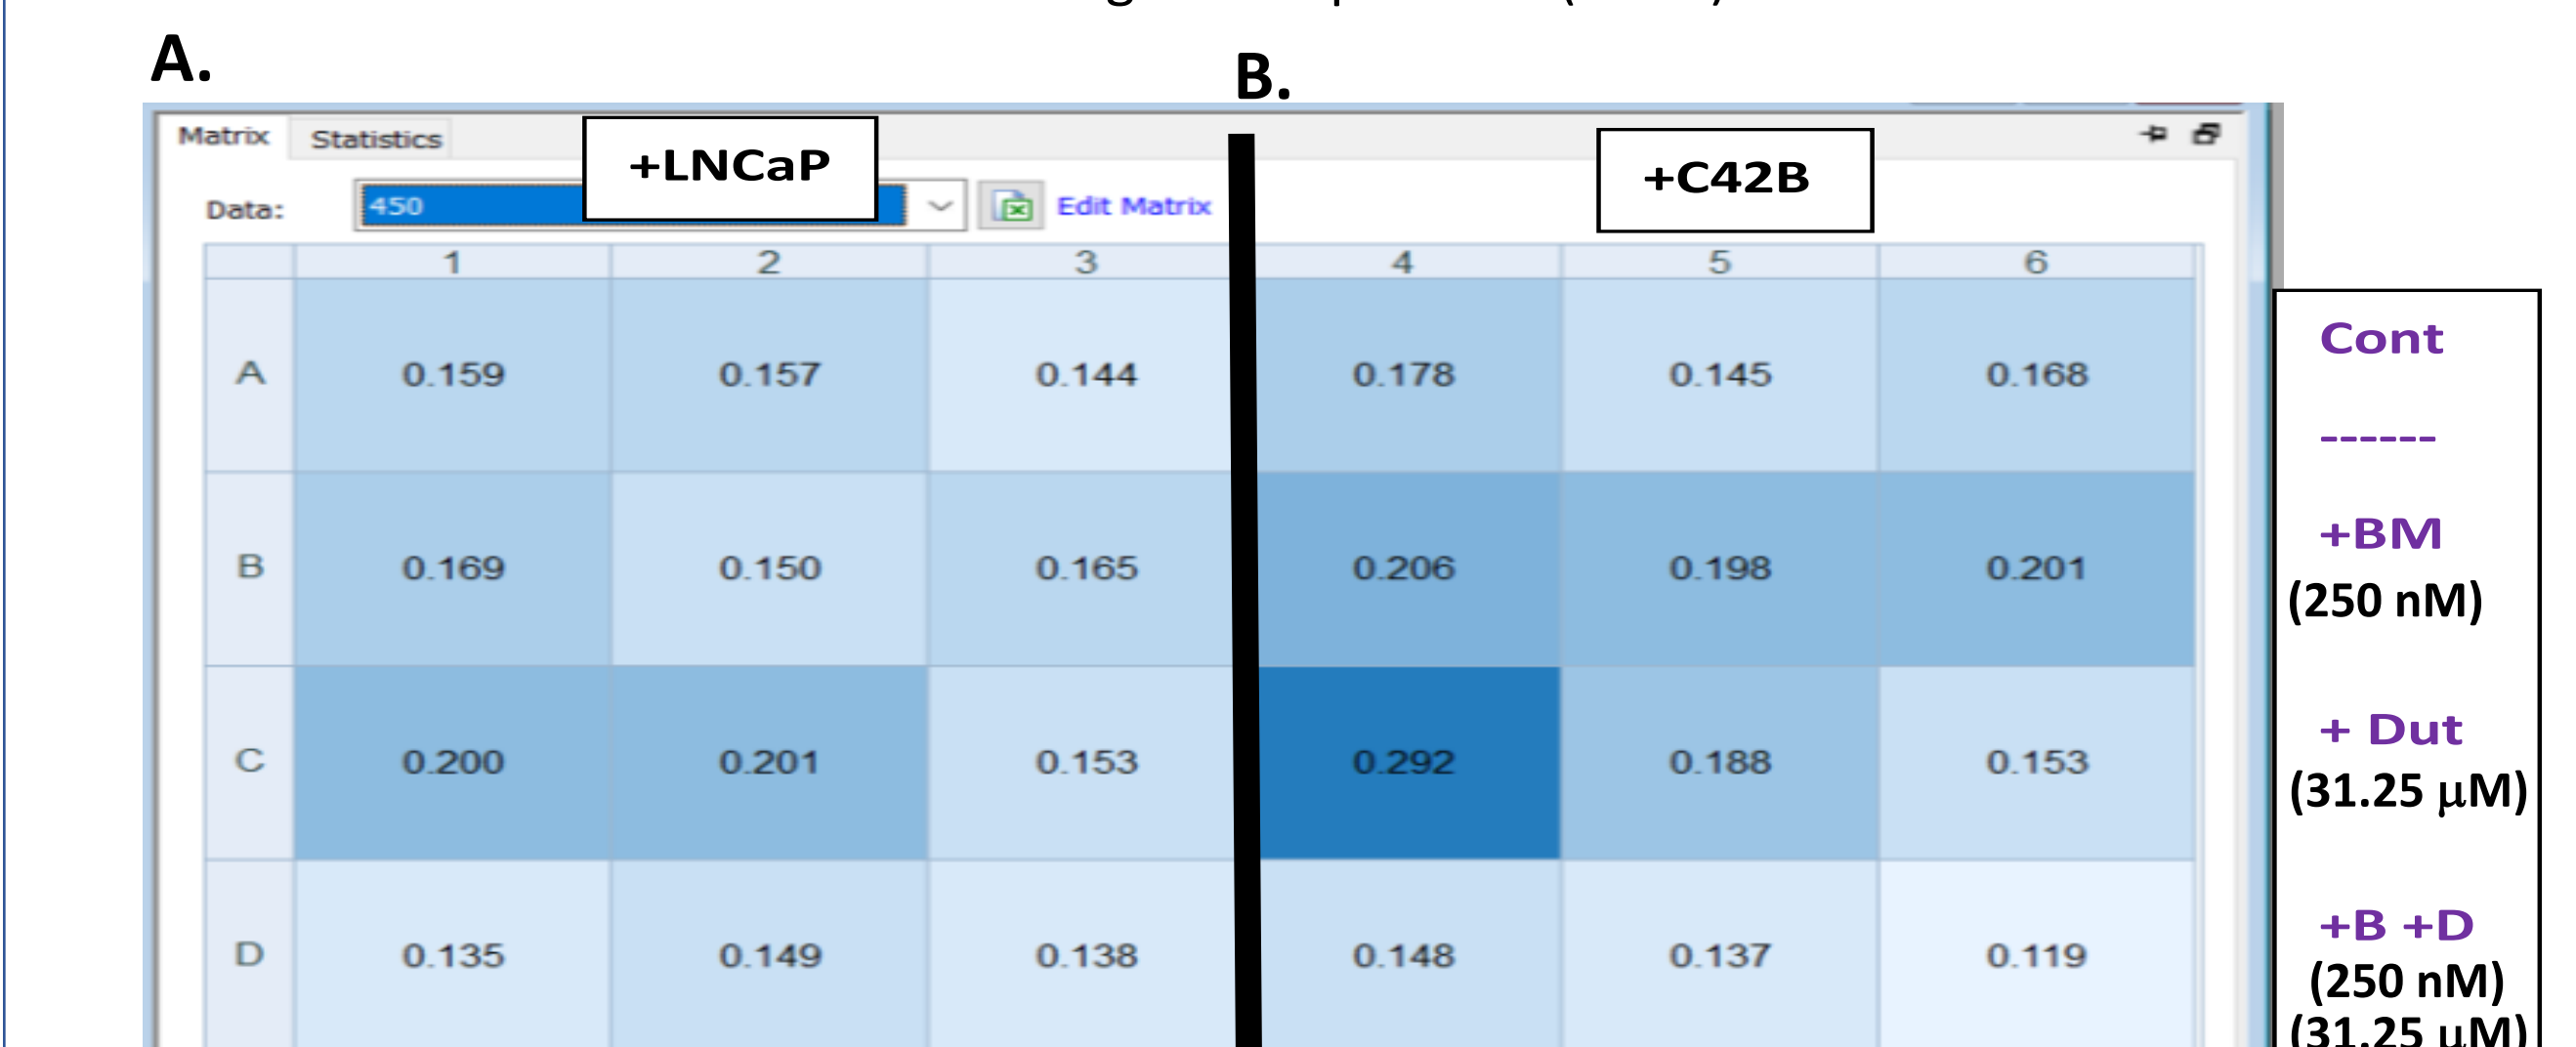 A.
B.
Matrix Statistics
+LNCaP
+C42B
Data: 450 Edit Matrix
1 2 3 4 5 6
A 0.159 0.157 0.144 0.178 0.145 0.168
B 0.169 0.150 0.165 0.206 0.198 0.201
C 0.200 0.201 0.153 0.292 0.188 0.153
D 0.135 0.149 0.138 0.148 0.137 0.119
Cont
------
+BM
(250 nM)
+ Dut
(31.25 μM)
+B +D
(250 nM)
(31.25 μM)